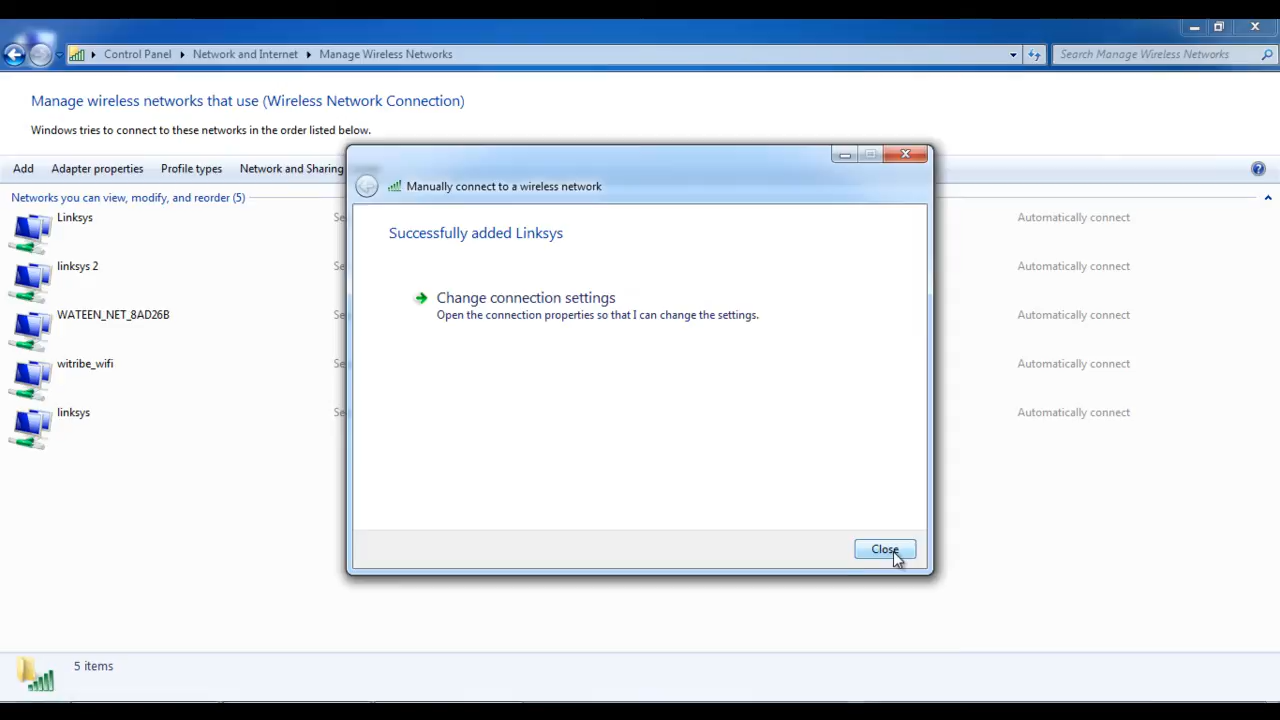 Control Panel Network and Internet Manage Wireless Networks Search Manage Wireless Networks
Manage wireless networks that use (Wireless Network Connection)
Windows tries to connect to these networks in the order listed below.
Add Adapter properties Profile types Network and Sharing
Networks you can view, modify, and reorder (5)
Linksys Se Automatically connect
linksys 2 Automatically connect
WATEEN_NET_8AD26B Se Automatically connect
witribe_wifi Se Automatically connect
linksys Se Automatically connect
Manually connect to a wireless network
Successfully added Linksys
Change connection settings
Open the connection properties so that I can change the settings.
Close
5 items